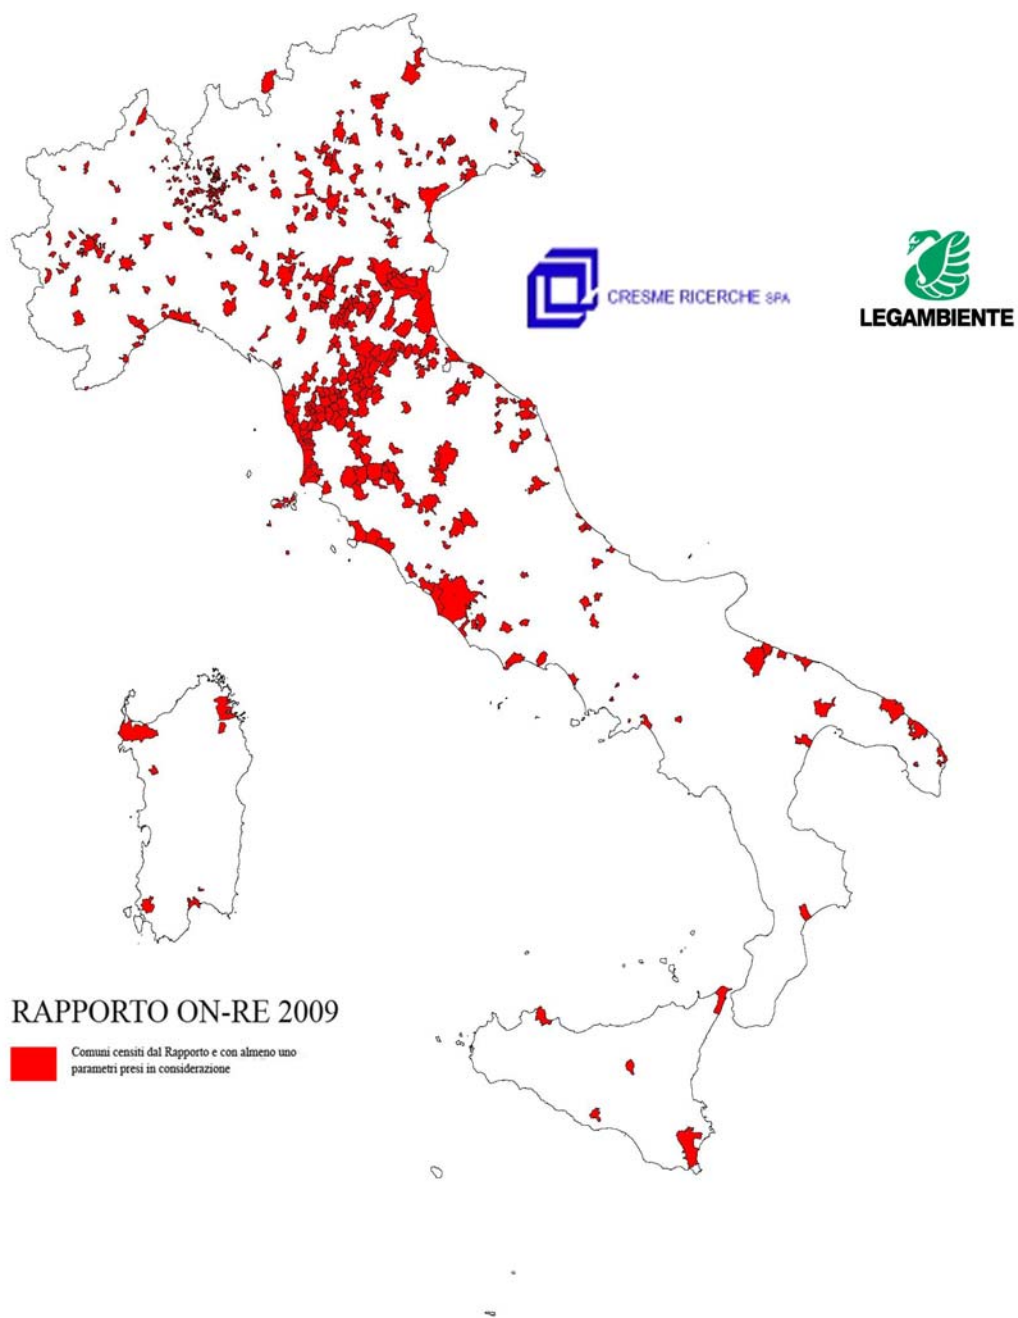 CRESME RICERCHE SPA
LEGAMBIENTE
RAPPORTO ON-RE 2009
Comuni censiti dal Rapporto e con almeno uno
parametri presi in considerazione